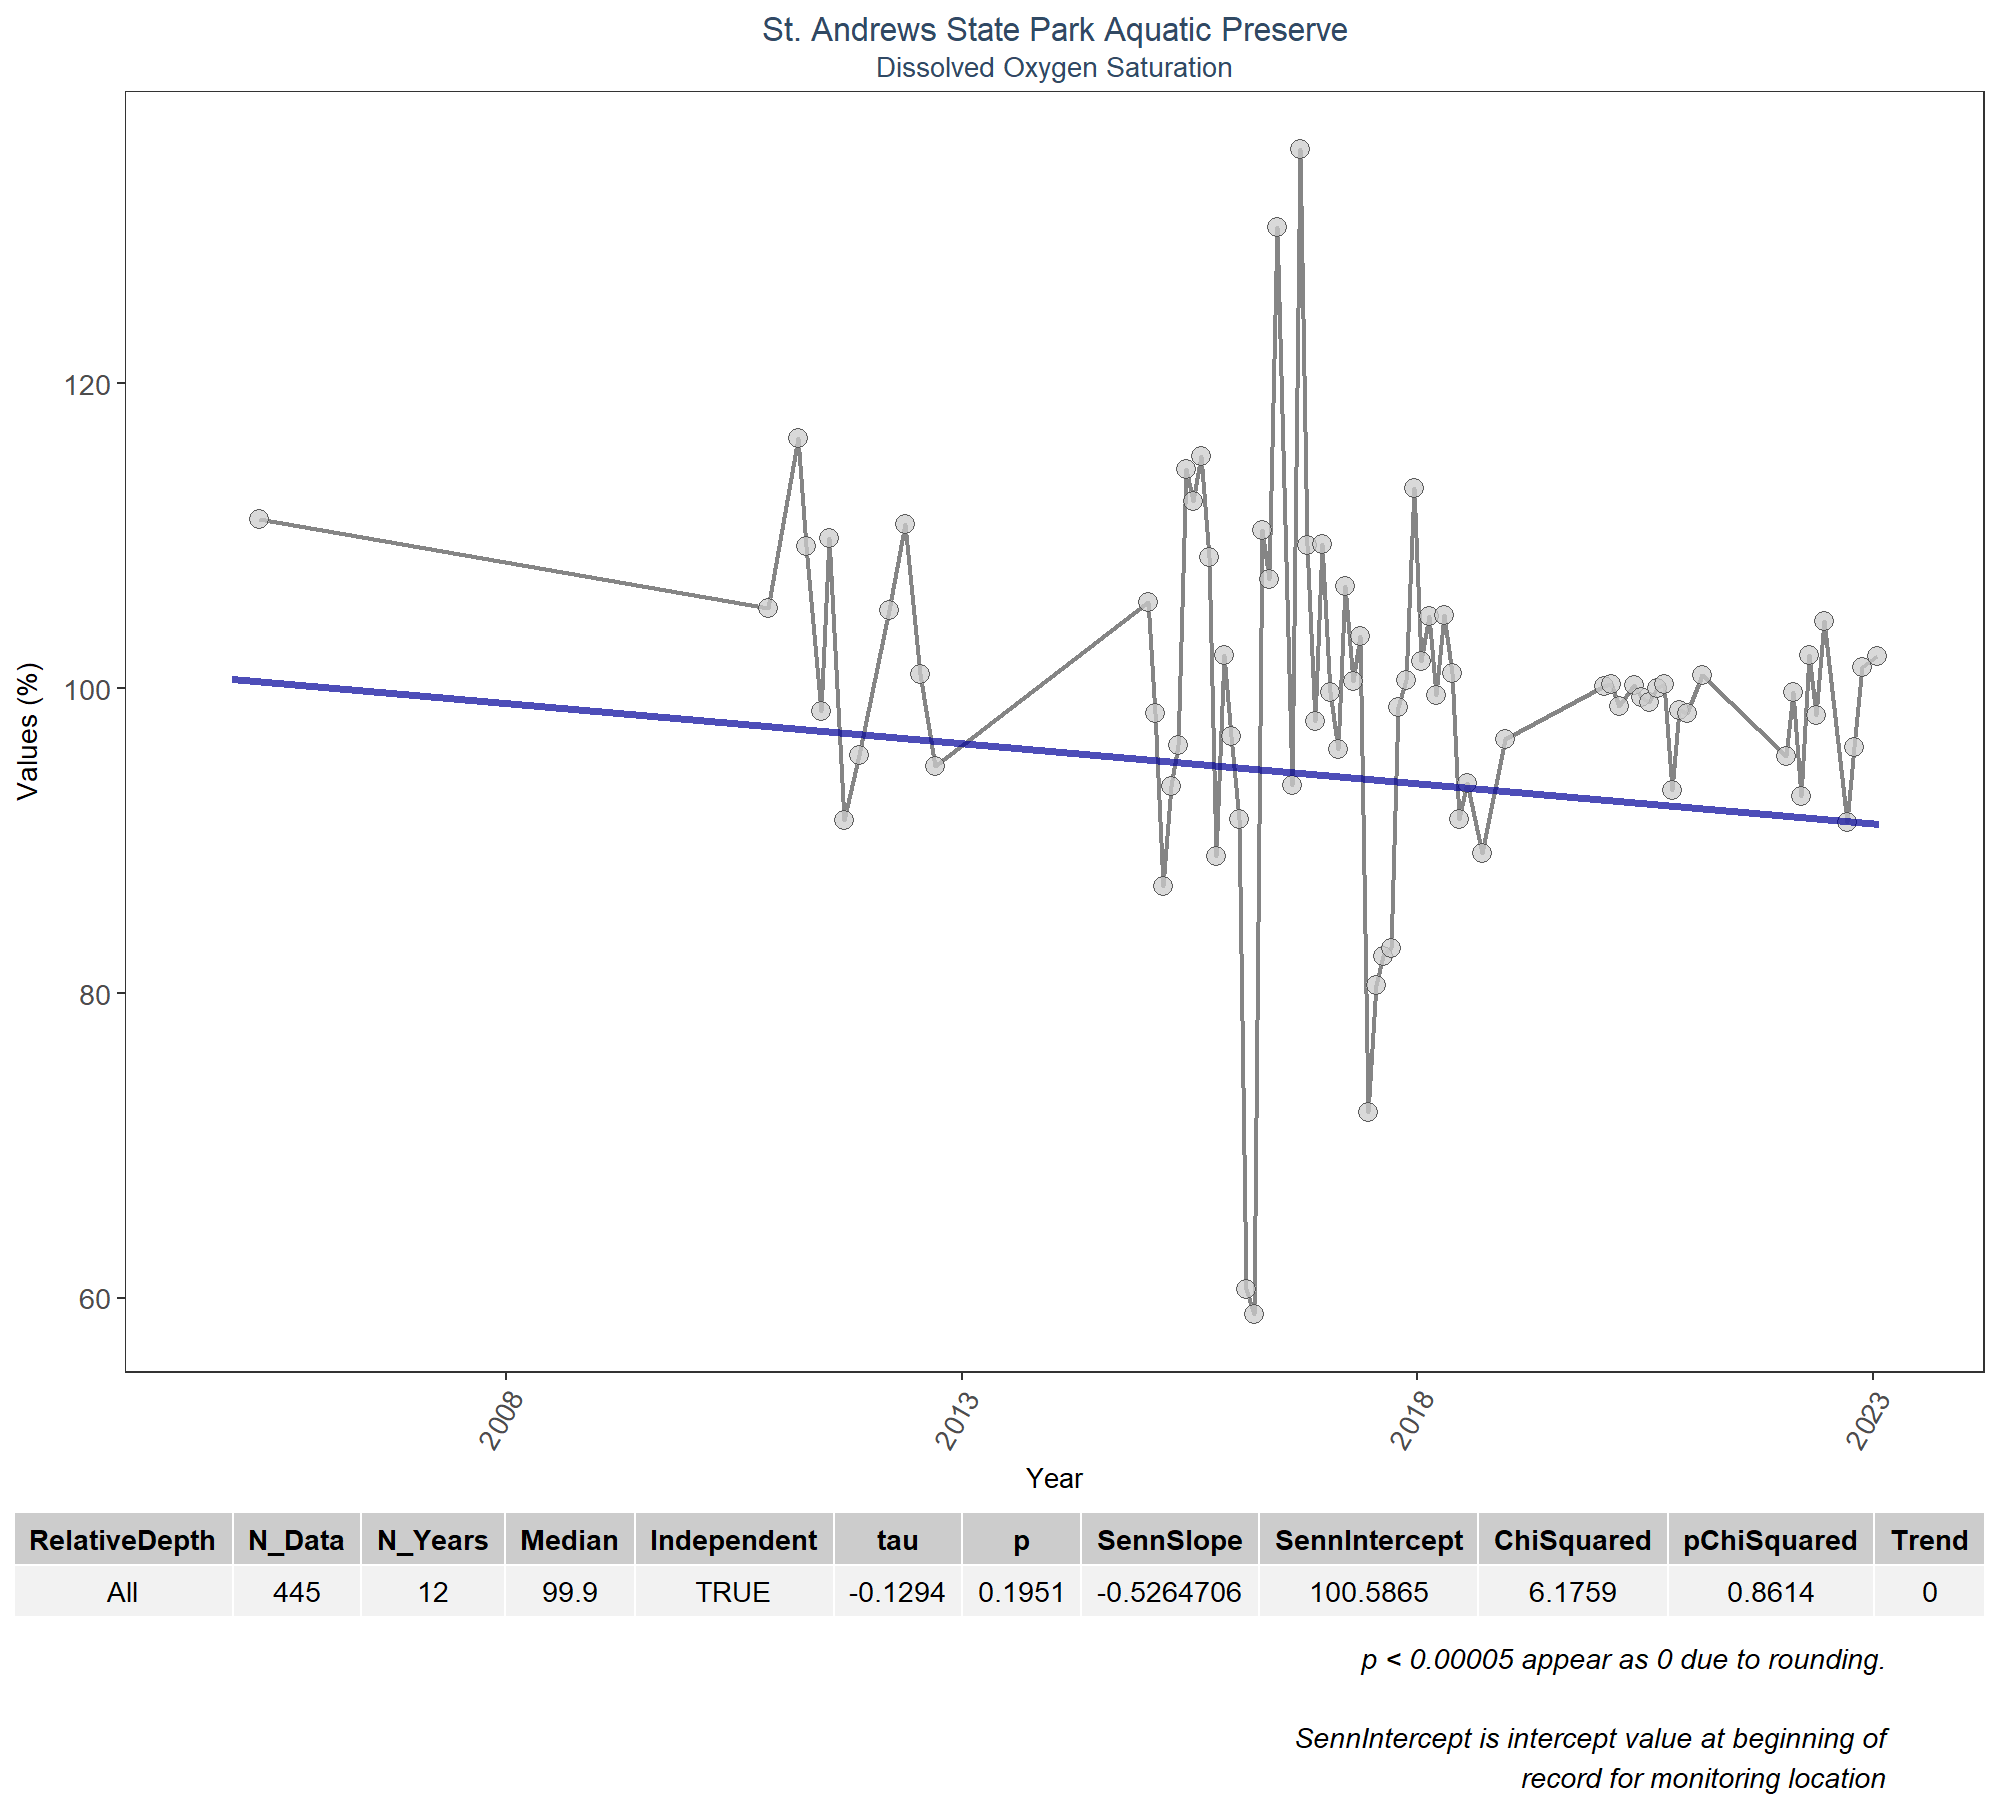 St. Andrews State Park Aquatic Preserve
Dissolved Oxygen Saturation
Values (%)
120
100
80
60
2008
2013
2018
2023
Year
RelativeDepth N_Data N_Years Median Independent tau p SennSlope SennIntercept ChiSquared pChiSquared Trend
All 445 12 99.9 TRUE -0.1294 0.1951 -0.5264706 100.5865 6.1759 0.8614 0
p < 0.00005 appear as 0 due to rounding.
SennIntercept is intercept value at beginning of
record for monitoring location